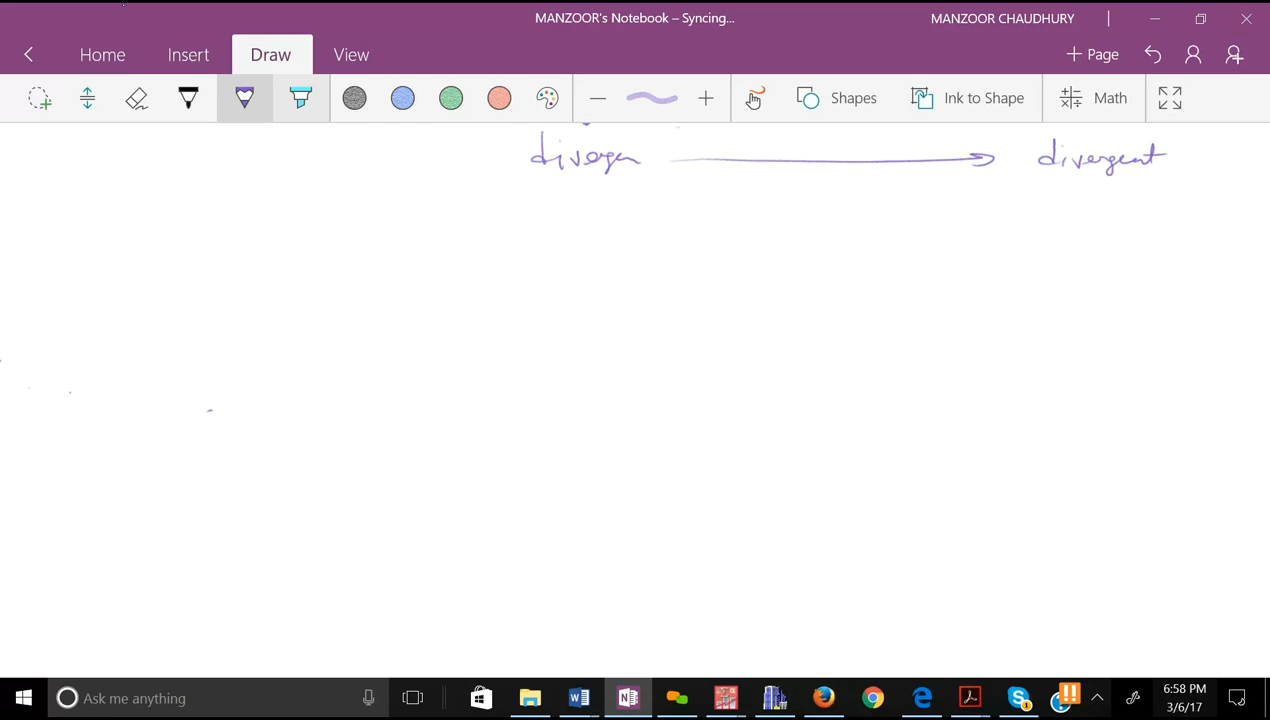 MANZOOR's Notebook – Syncing...
MANZOOR CHAUDHURY
Home Insert Draw View
Page
Shapes Ink to Shape Math
divergen divergent
Ask me anything
6:58 PM
3/6/17